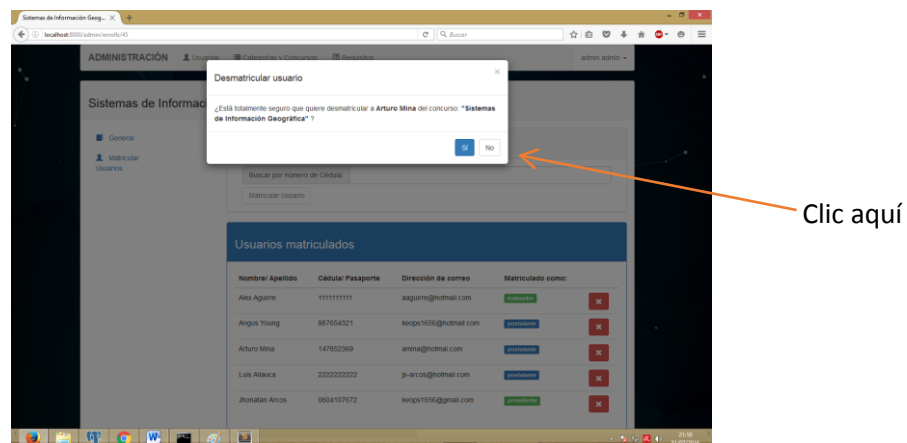 Sistemas de Información Geog...
localhost:8000/admin/enrolls/45
Buscar
ADMINISTRACIÓN Usuarios Categorías y Concursos Requisitos admin admin
Desmatricular usuario
Sistemas de Informac
¿Está totalmente seguro que quiere desmatricular a Arturo Mina del concurso: "Sistemas
de Información Geográfica" ?
Sí No
General
Matricular
Usuarios
Buscar por número de Cédula
Matricular Usuario
Clic aquí
Usuarios matriculados
Nombre/ Apellido Cédula/ Pasaporte Dirección de correo Matriculado como:
Alex Aguirre 1111111111 aaguirre@hotmail.com evaluador
Angus Young 987654321 keops1656@hotmail.com postulante
Arturo Mina 147852369 amina@hotmai.com postulante
Luis Allauca 2222222222 js-arcos@hotmail.com postulante
Jhonatan Arcos 0604107672 keops1656@gmail.com presidente
21:18